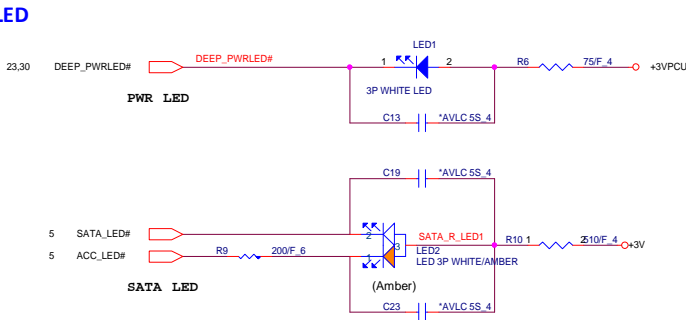 LED
LED1
23,30 DEEP_PWRLED# DEEP_PWRLED# 1 2 R6 75/F_4 +3VPCU
3P WHITE LED
PWR LED
C13 *AVLC 5S_4
C19 *AVLC 5S_4
5 SATA_LED# 2 SATA_R_LED1 R10 1 2 510/F_4 +3V
3 LED2
5 ACC_LED# R9 200/F_6 1 LED 3P WHITE/AMBER
SATA LED (Amber)
C23 *AVLC 5S_4